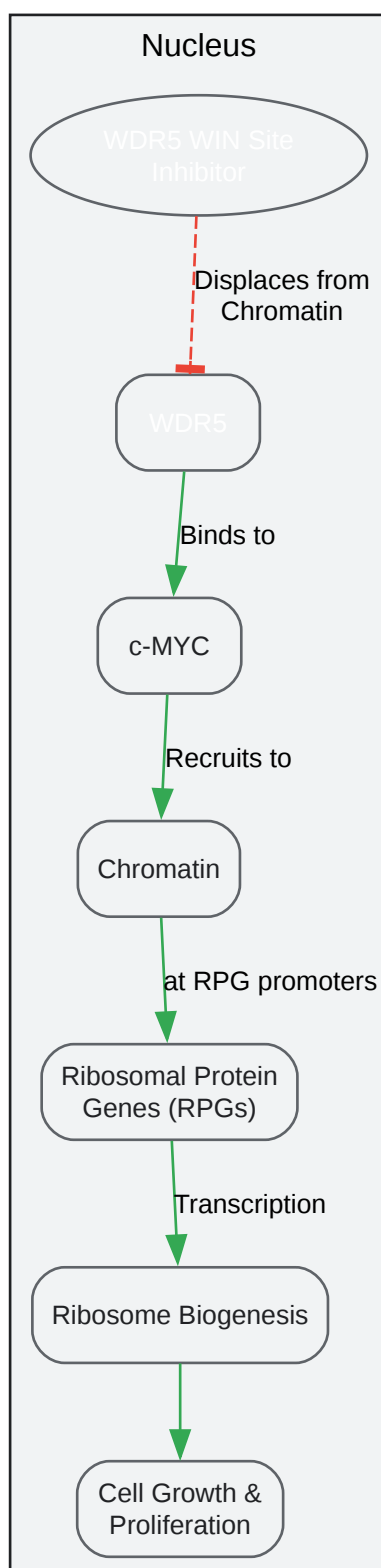 Nucleus
WDR5 WIN Site
Inhibitor
Displaces from
Chromatin
WDR5
Binds to
c-MYC
Recruits to
Chromatin
at RPG promoters
Ribosomal Protein
Genes (RPGs)
Transcription
Ribosome Biogenesis
Cell Growth &
Proliferation